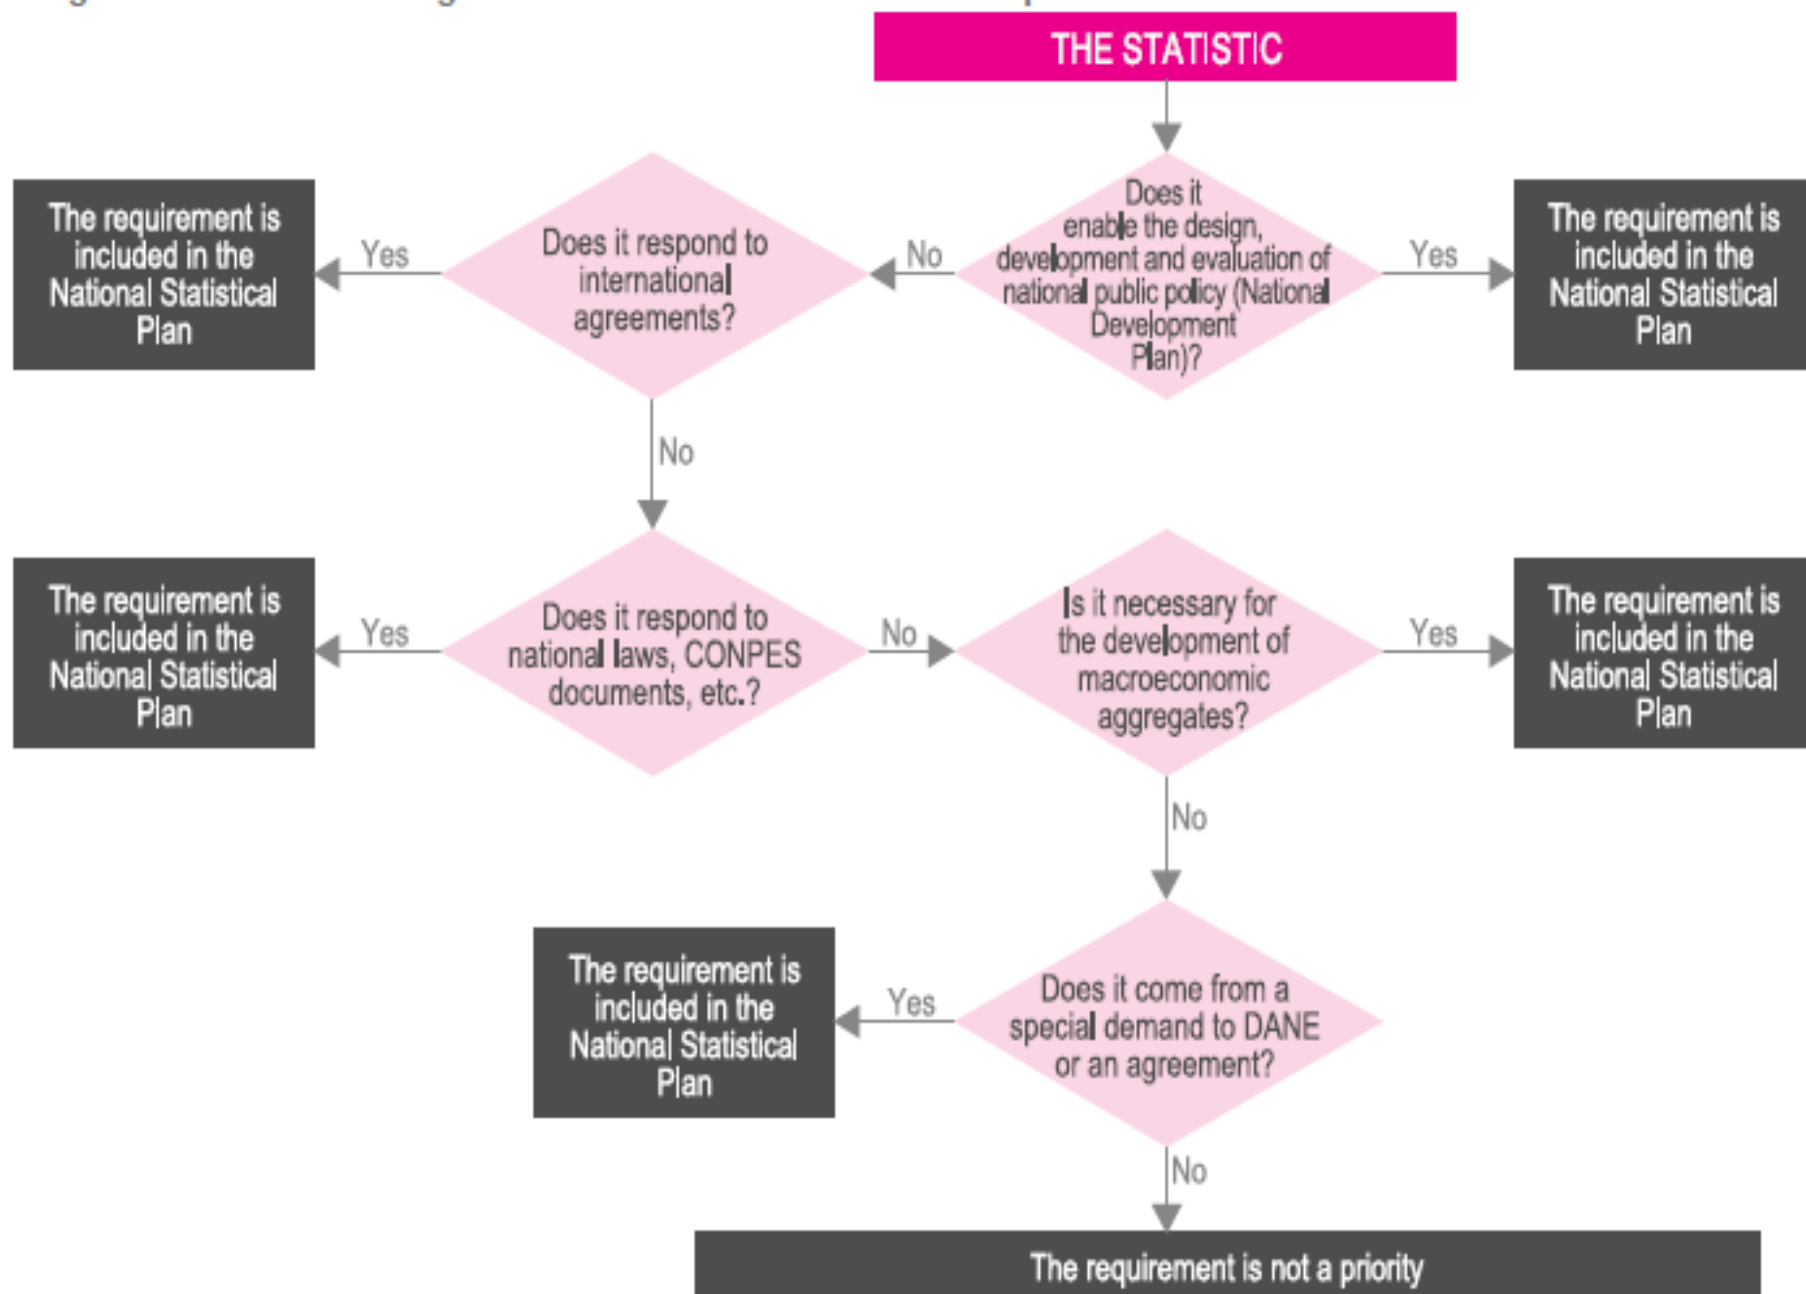 THE STATISTIC
Does it
enable the design,
development and evaluation of
national public policy (National
Development
Plan)?
Yes
The requirement is
included in the
National Statistical
Plan
No
Does it respond to
international
agreements?
Yes
The requirement is
included in the
National Statistical
Plan
No
Does it respond to
national laws, CONPES
documents, etc.?
Yes
The requirement is
included in the
National Statistical
Plan
No
Is it necessary for
the development of
macroeconomic
aggregates?
Yes
The requirement is
included in the
National Statistical
Plan
No
Does it come from a
special demand to DANE
or an agreement?
Yes
The requirement is
included in the
National Statistical
Plan
No
The requirement is not a priority